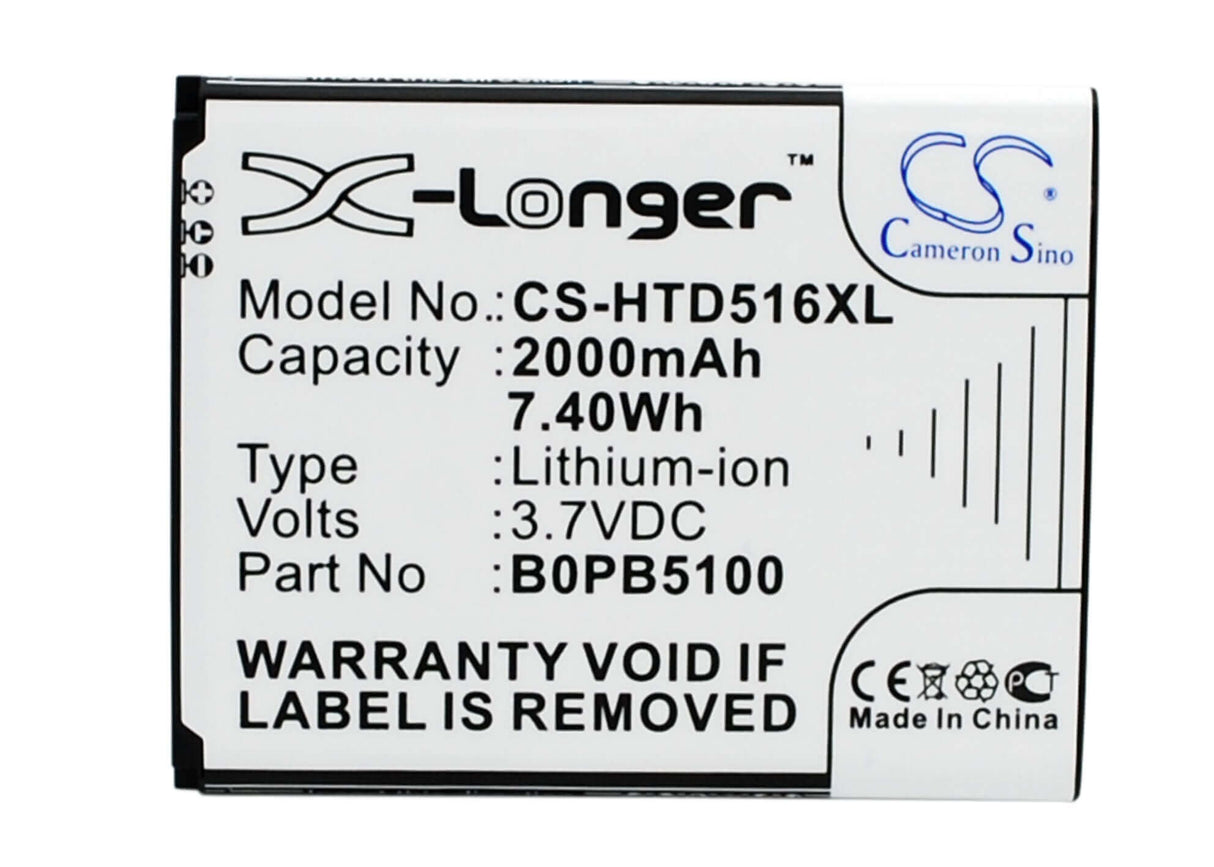 X-Longer™
CS®
Cameron Sino
Model No.: CS-HTD516XL
Capacity : 2000mAh
7.40Wh
Type : Lithium-ion
Volts : 3.7VDC
Part No : B0PB5100
WARRANTY VOID IF
LABEL IS REMOVED
CE PCT
Made In China